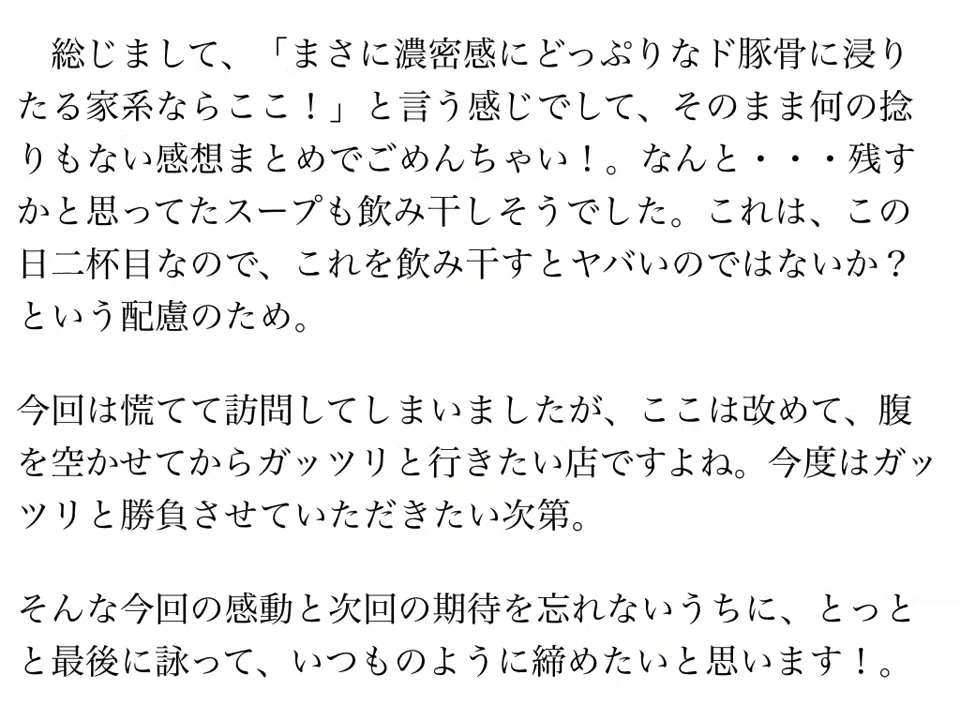 総じまして、「まさに濃密感にどっぷりなド豚骨に浸り
たる家系ならここ！」と言う感じでして、そのまま何の捻
りもない感想まとめでごめんちゃい！。なんと・・・残す
かと思ってたスープも飲み干しそうでした。これは、この
日二杯目なので、これを飲み干すとヤバいのではないか？
という配慮のため。
今回は慌てて訪問してしまいましたが、ここは改めて、腹
を空かせてからガッツリと行きたい店ですよね。今度はガッ
ツリと勝負させていただきたい次第。
そんな今回の感動と次回の期待を忘れないうちに、とっと
と最後に詠って、いつものように締めたいと思います！。